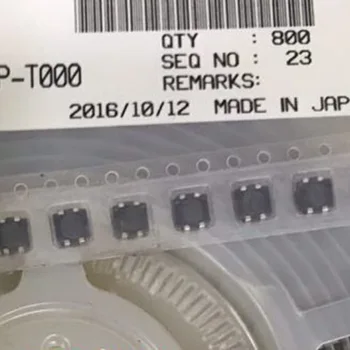 QTY : 800
SEQ NO : 23
P-T000 REMARKS:
2016/10/12 MADE IN JAP